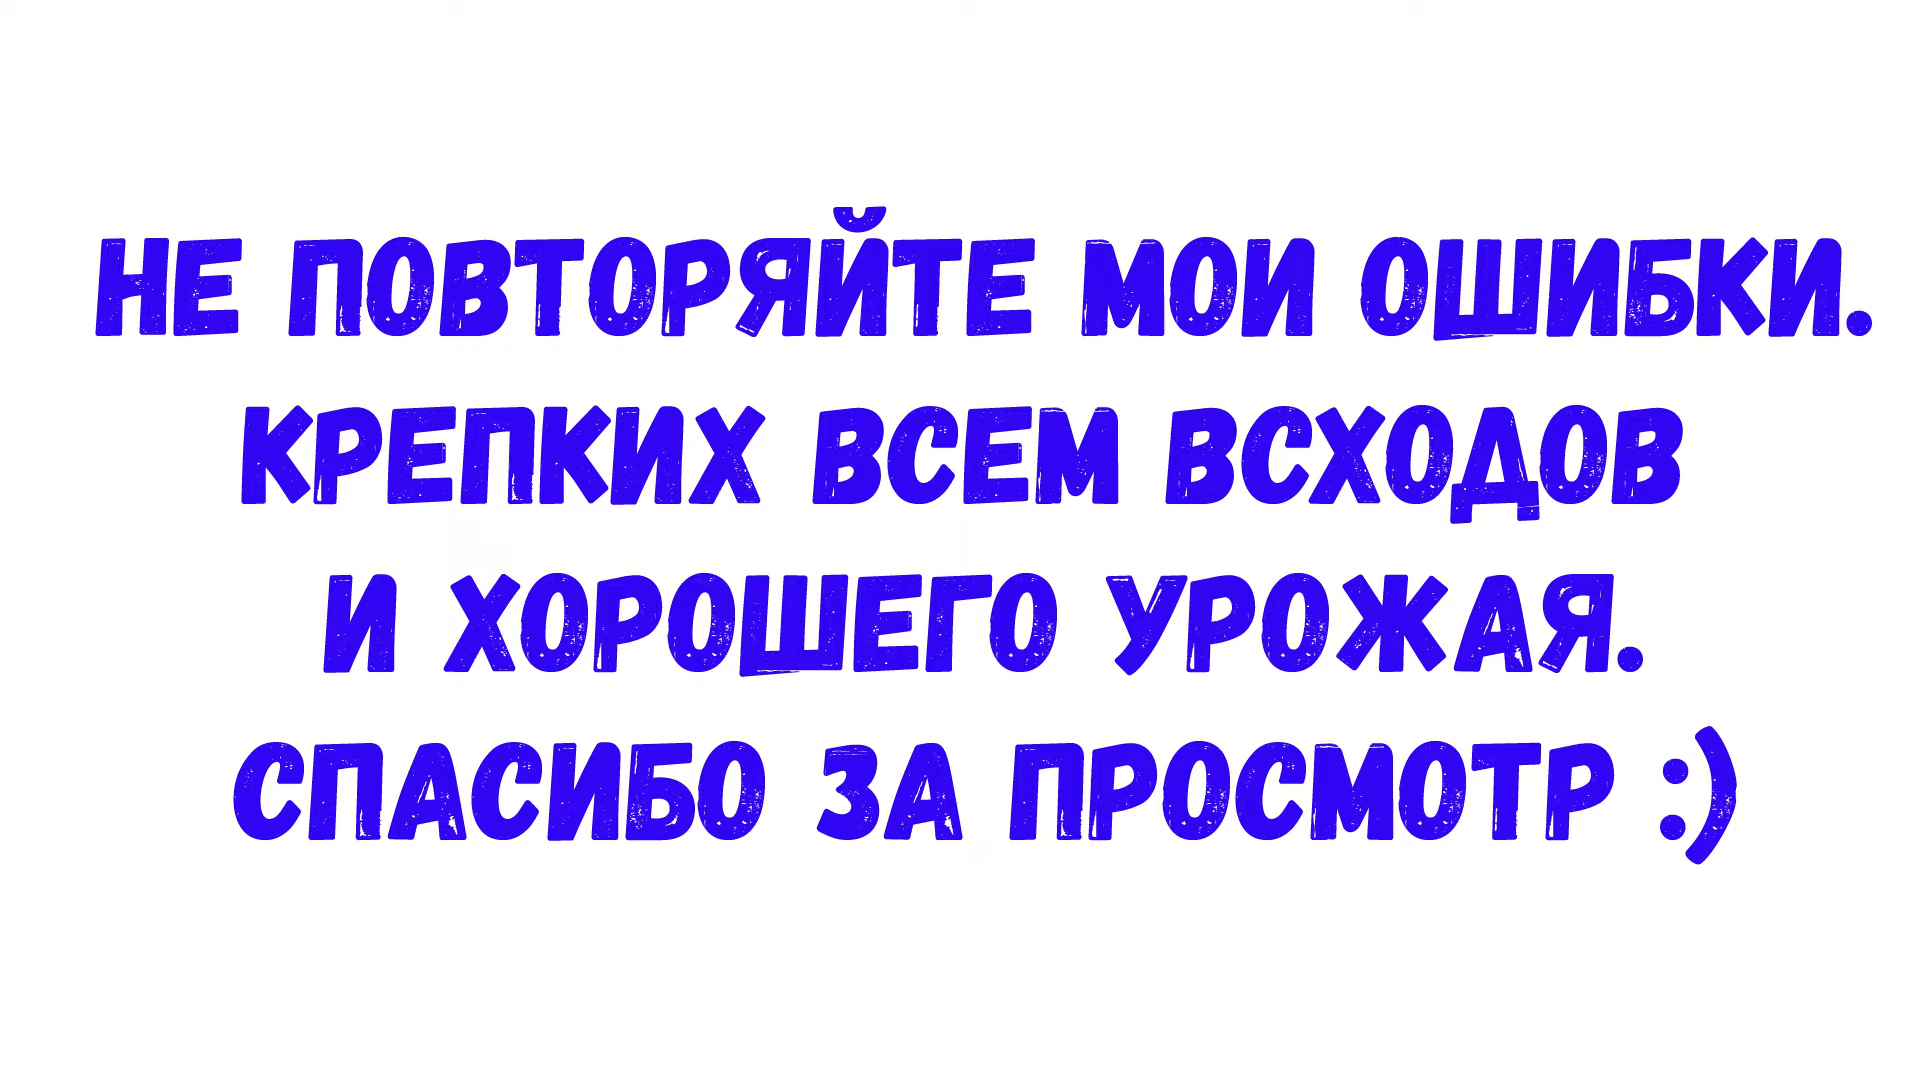 НЕ ПОВТОРЯЙТЕ МОИ ОШИБКИ.
КРЕПКИХ ВСЕМ ВСХОДОВ
И ХОРОШЕГО УРОЖАЯ.
СПАСИБО ЗА ПРОСМОТР :)